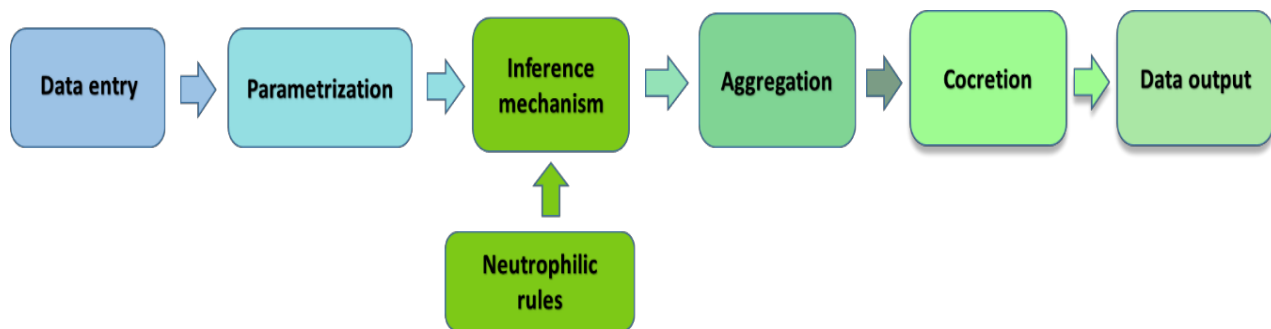 Data entry
Parametrization
Inference
mechanism
Aggregation
Cocretion
Data output
Neutrophilic
rules